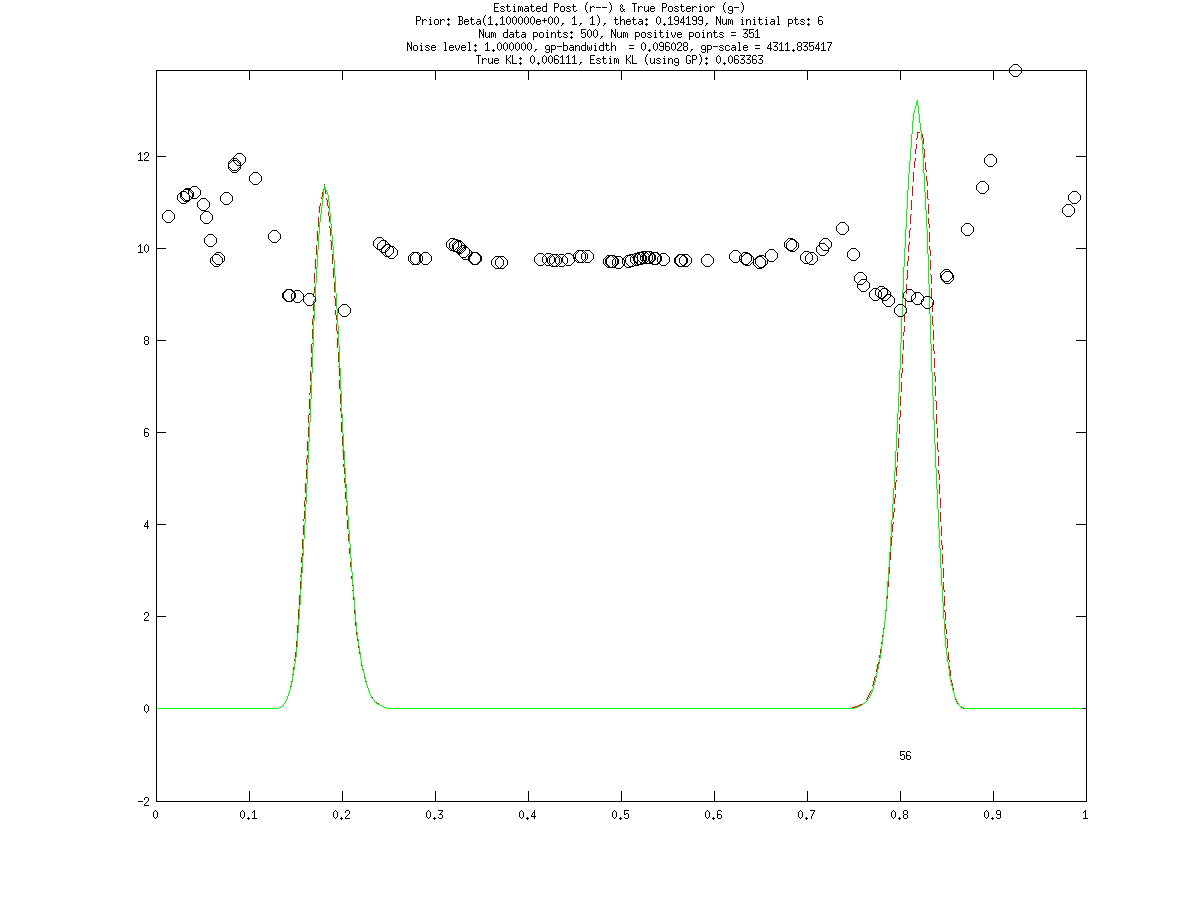 Estimated Post (r--) & True Posterior (g-)
Prior: Beta(1.100000e+00, 1, 1), theta: 0.194199, Num initial pts: 6
Num data points: 500, Num positive points = 351
Noise level: 1.000000, gp-bandwidth  = 0.096028, gp-scale = 4311.835417
True KL: 0.006111, Estim KL (using GP): 0.063363
12
10
8
6
4
2
0
56
-2
0 0.1 0.2 0.3 0.4 0.5 0.6 0.7 0.8 0.9 1